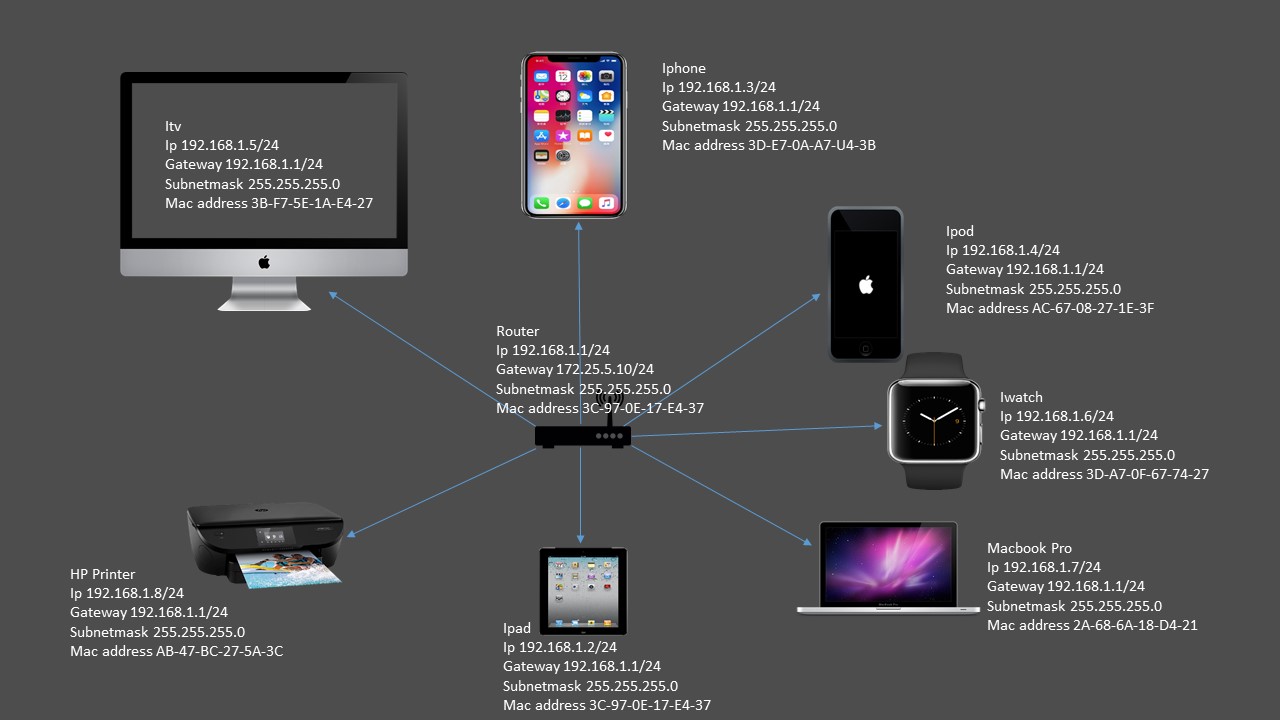 Iphone
Ip 192.168.1.3/24
Gateway 192.168.1.1/24
Subnetmask 255.255.255.0
Mac address 3D-E7-0A-A7-U4-3B
Itv
Ip 192.168.1.5/24
Gateway 192.168.1.1/24
Subnetmask 255.255.255.0
Mac address 3B-F7-5E-1A-E4-27
Ipod
Ip 192.168.1.4/24
Gateway 192.168.1.1/24
Subnetmask 255.255.255.0
Mac address AC-67-08-27-1E-3F
Router
Ip 192.168.1.1/24
Gateway 172.25.5.10/24
Subnetmask 255.255.255.0
Mac address 3C-97-0E-17-E4-37
Iwatch
Ip 192.168.1.6/24
Gateway 192.168.1.1/24
Subnetmask 255.255.255.0
Mac address 3D-A7-0F-67-74-27
Macbook Pro
Ip 192.168.1.7/24
Gateway 192.168.1.1/24
Subnetmask 255.255.255.0
Mac address 2A-68-6A-18-D4-21
HP Printer
Ip 192.168.1.8/24
Gateway 192.168.1.1/24
Subnetmask 255.255.255.0
Mac address AB-47-BC-27-5A-3C
Ipad
Ip 192.168.1.2/24
Gateway 192.168.1.1/24
Subnetmask 255.255.255.0
Mac address 3C-97-0E-17-E4-37